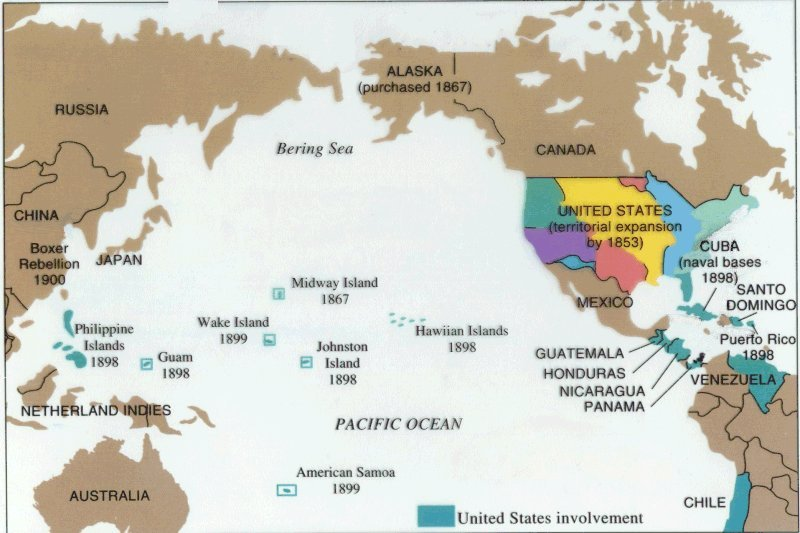 ALASKA
(purchased 1867)
RUSSIA
Bering Sea
CANADA
CHINA
UNITED STATES
(territorial expansion
by 1853)
Boxer
Rebellion
1900
JAPAN
CUBA
(naval bases
1898)
Midway Island
1867
MEXICO
SANTO
DOMINGO
Wake Island
1899
Philippine
Islands
1898
Hawiian Islands
1898
Puerto Rico
1898
Guam
1898
Johnston
Island
1898
GUATEMALA
HONDURAS
NICARAGUA
PANAMA
VENEZUELA
NETHERLAND INDIES
PACIFIC OCEAN
American Samoa
1899
AUSTRALIA
CHILE
United States involvement